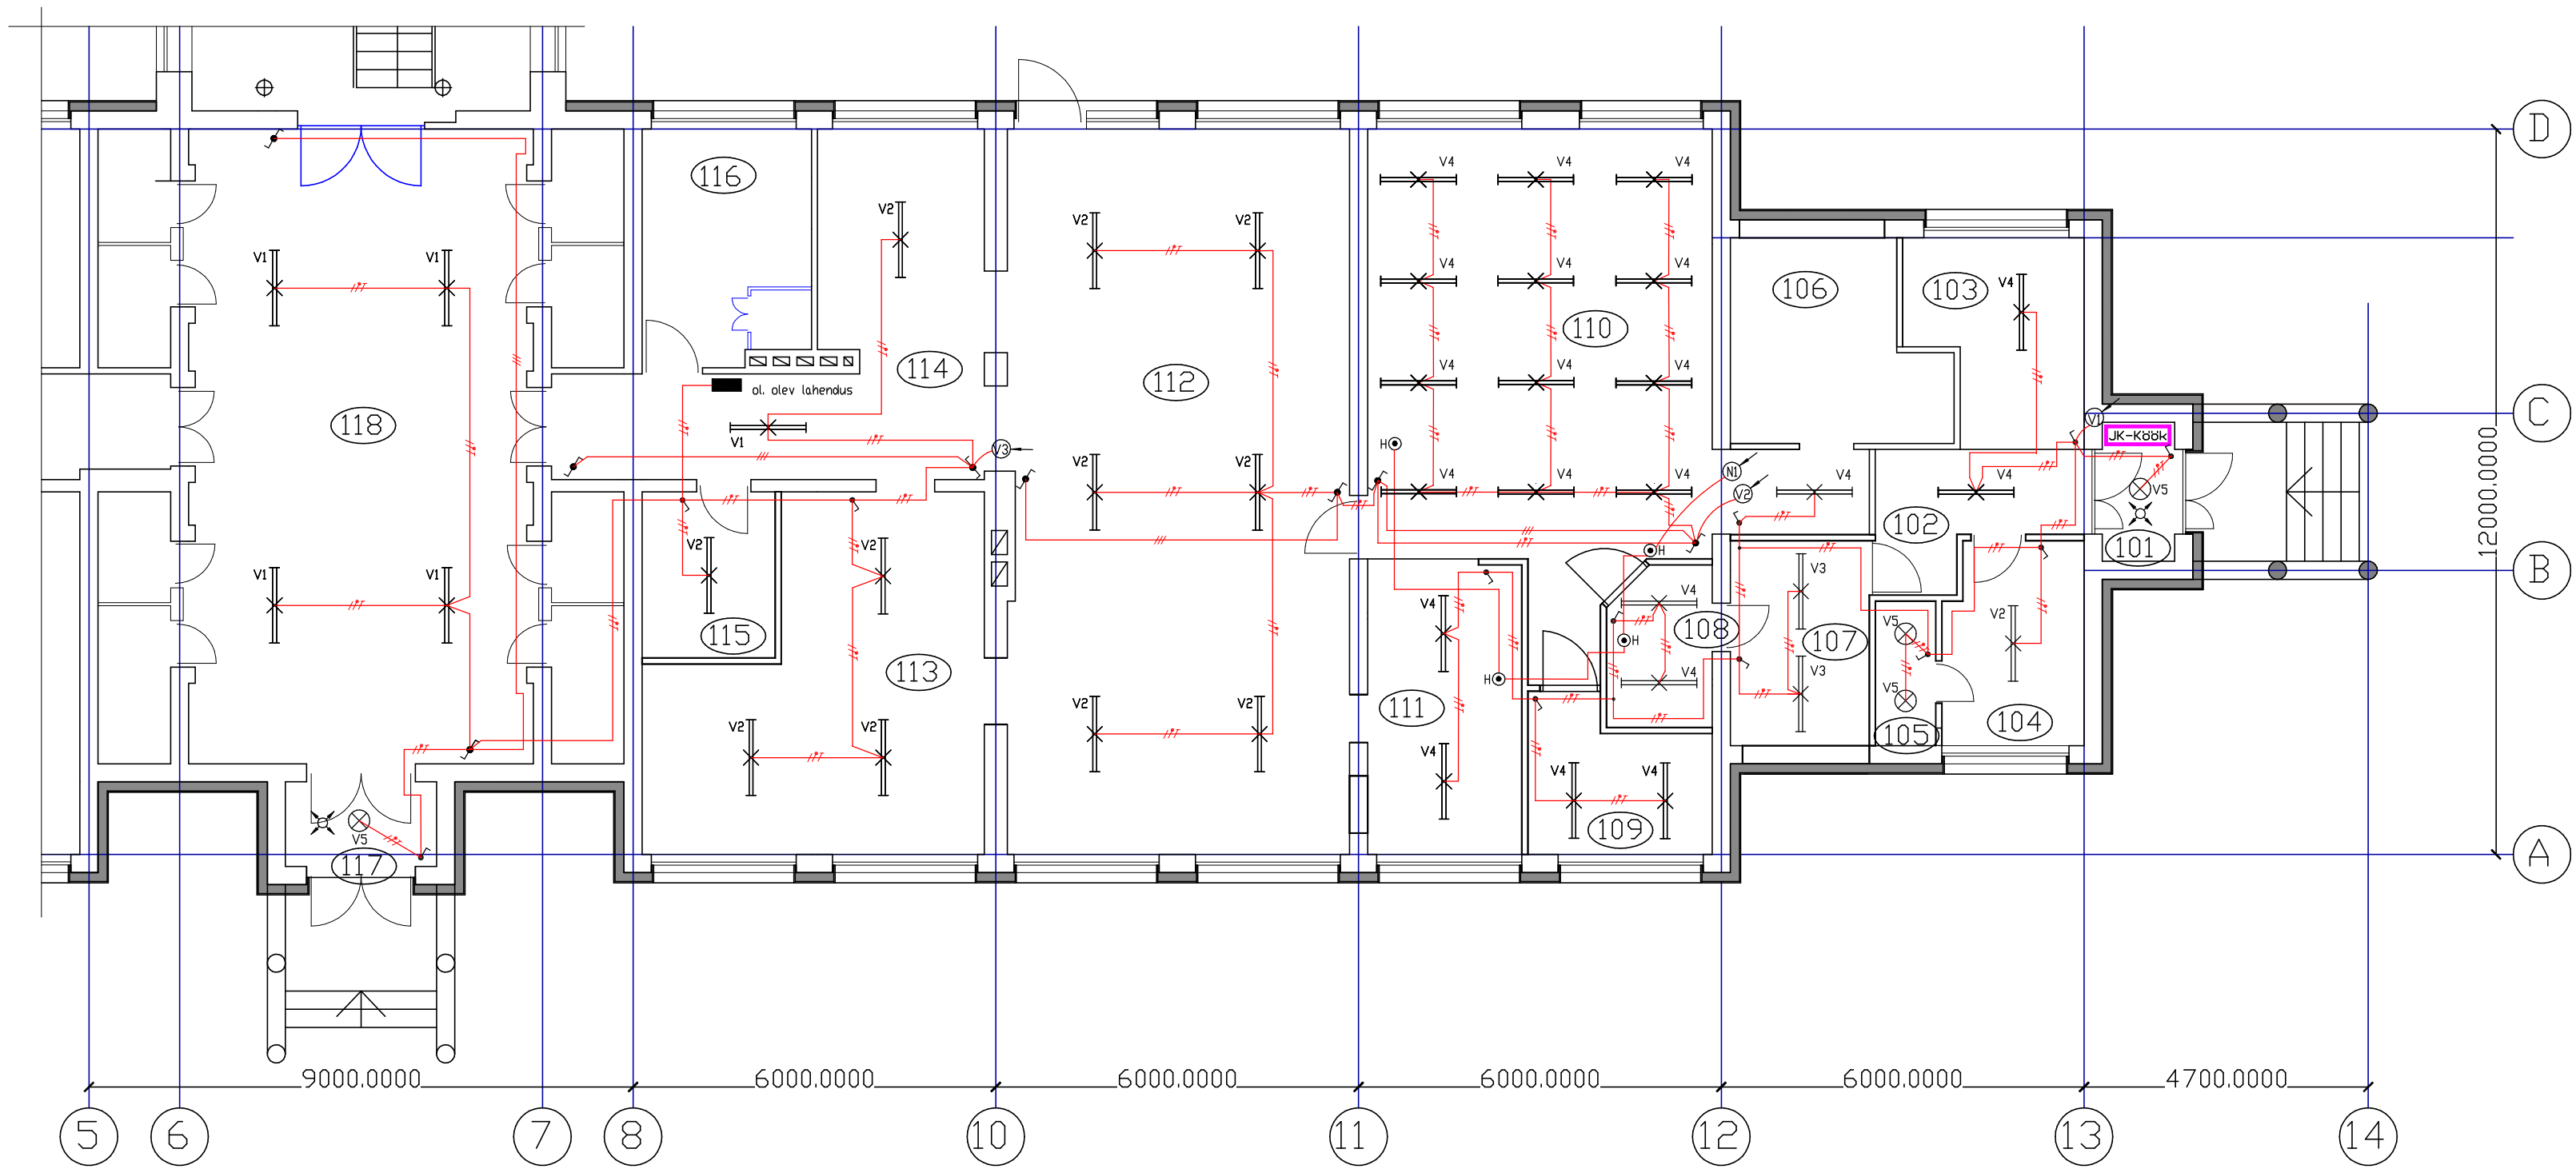 D
V4 V4 V4
116
V2
V2 V2
V1 V1
V4 V4 V4
106
103
V4
110
114
112
V4 V4 V4
ol. olev lahendus
118
V1
C
V1
JK-Köök
H
V3
V2 V2
V4 V4 V4
N1
V4
V4
V2
V5
102
101
12000,0000
H
V2 V2
V1 V1
V3
B
V4
V4
108
V2
V5
115
H
107
113
V4
V3
H
V5
V2 V2
V2 V2
111
105
104
V4
V4 V4
109
V5
117
A
9000,0000 6000,0000 6000,0000 6000,0000 6000,0000 4700,0000
5 6 7 8 10 11 12 13 14